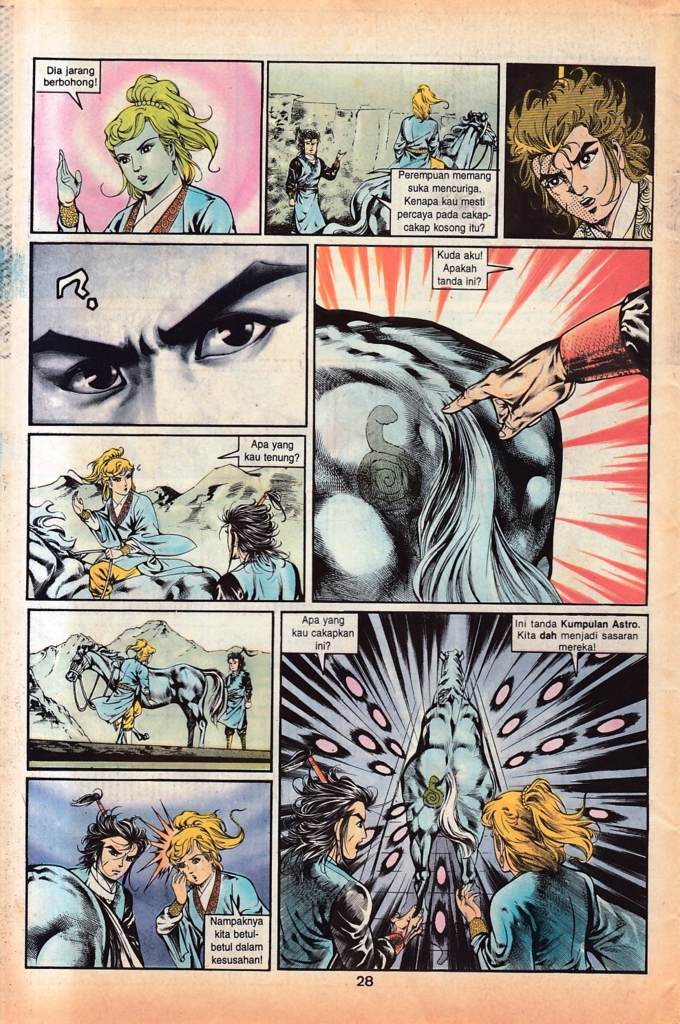 Dia jarang
berbohong!
Perempuan memang
suka mencuriga.
Kenapa kau mesti
percaya pada cakap-
cakap kosong itu?
?
Kuda aku!
Apakah
tanda ini?
Apa yang
kau tenung?
Apa yang
kau cakapkan
ini?
Ini tanda Kumpulan Astro.
Kita dah menjadi sasaran
mereka!
Nampaknya
kita betul-
betul dalam
kesusahan!
28